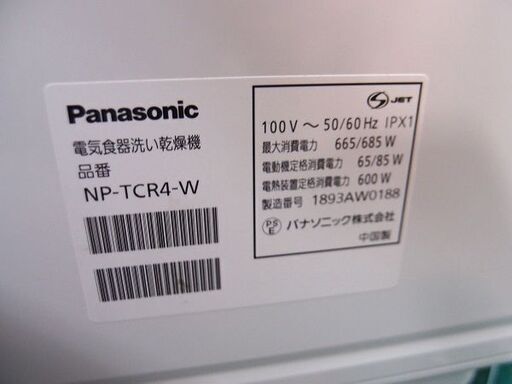 Panasonic
電気食器洗い乾燥機
品番
NP-TCR4-W
S JET
100V ～ 50/60Hz IPX1
最大消費電力 665/685W
電動機定格消費電力 65/85W
電熱装置定格消費電力 600W
製造番号 1893AW0188
PSE パナソニック株式会社
中国製